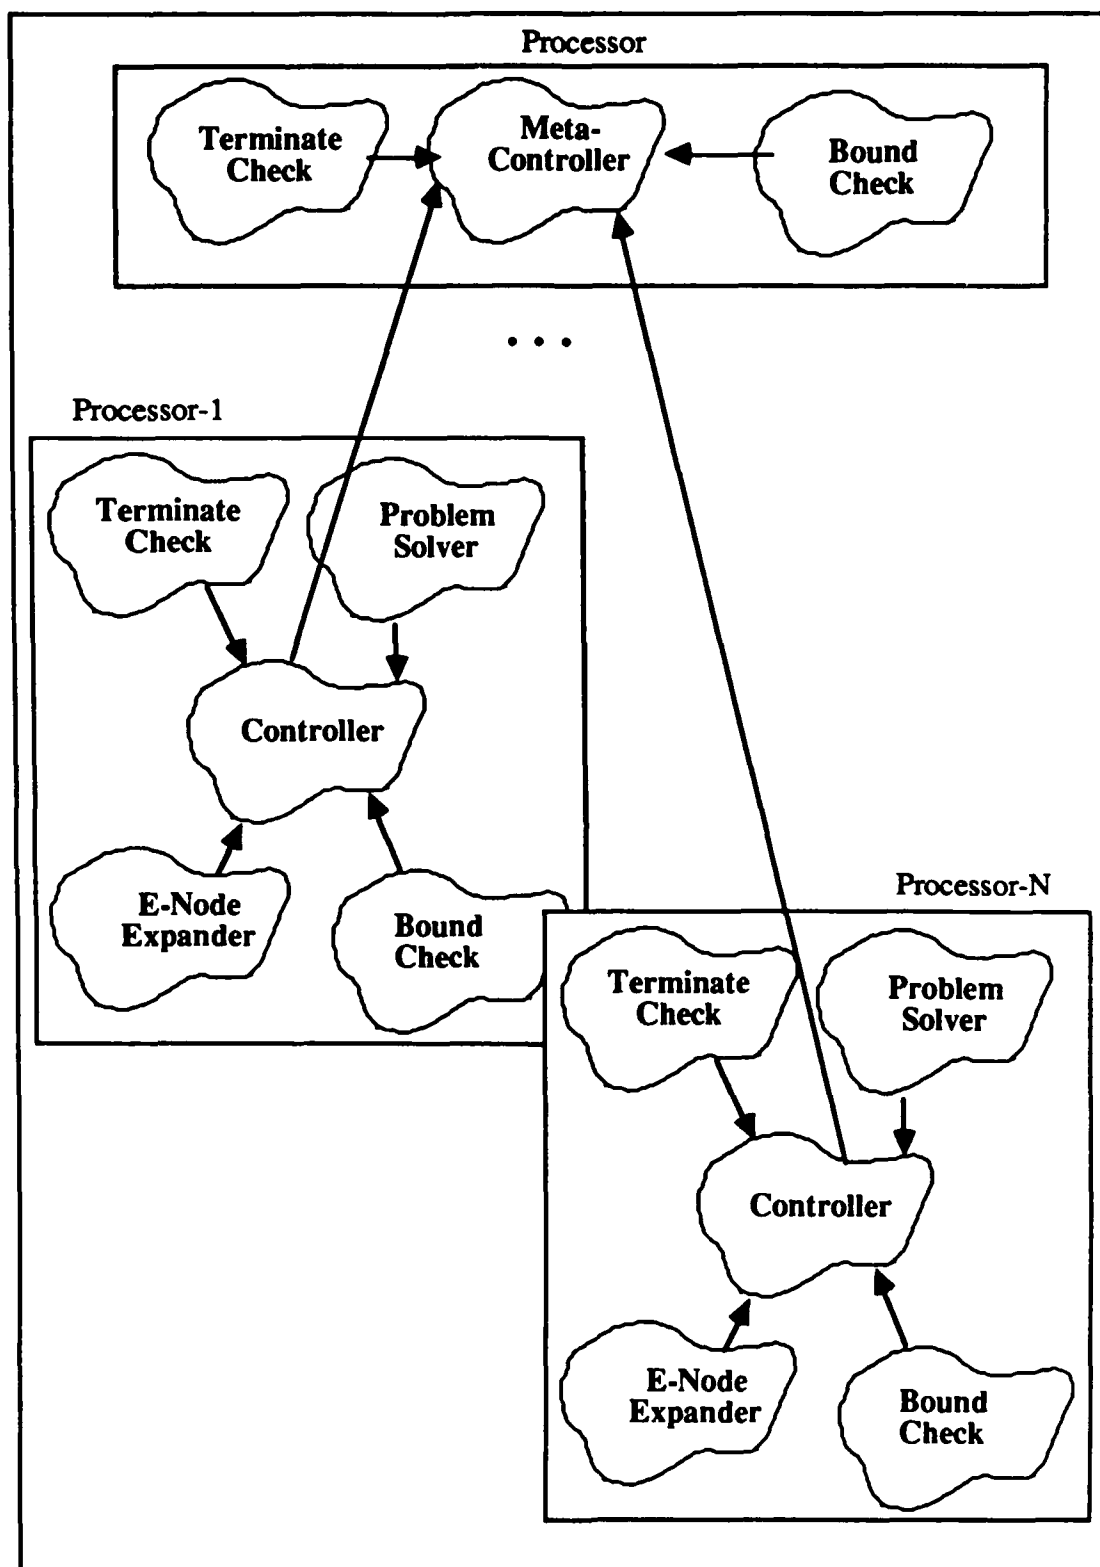 Processor
Terminate
Check
Meta-
Controller
Bound
Check
• • •
Processor-1
Terminate
Check
Problem
Solver
Controller
E-Node
Expander
Bound
Check
Processor-N
Terminate
Check
Problem
Solver
Controller
E-Node
Expander
Bound
Check